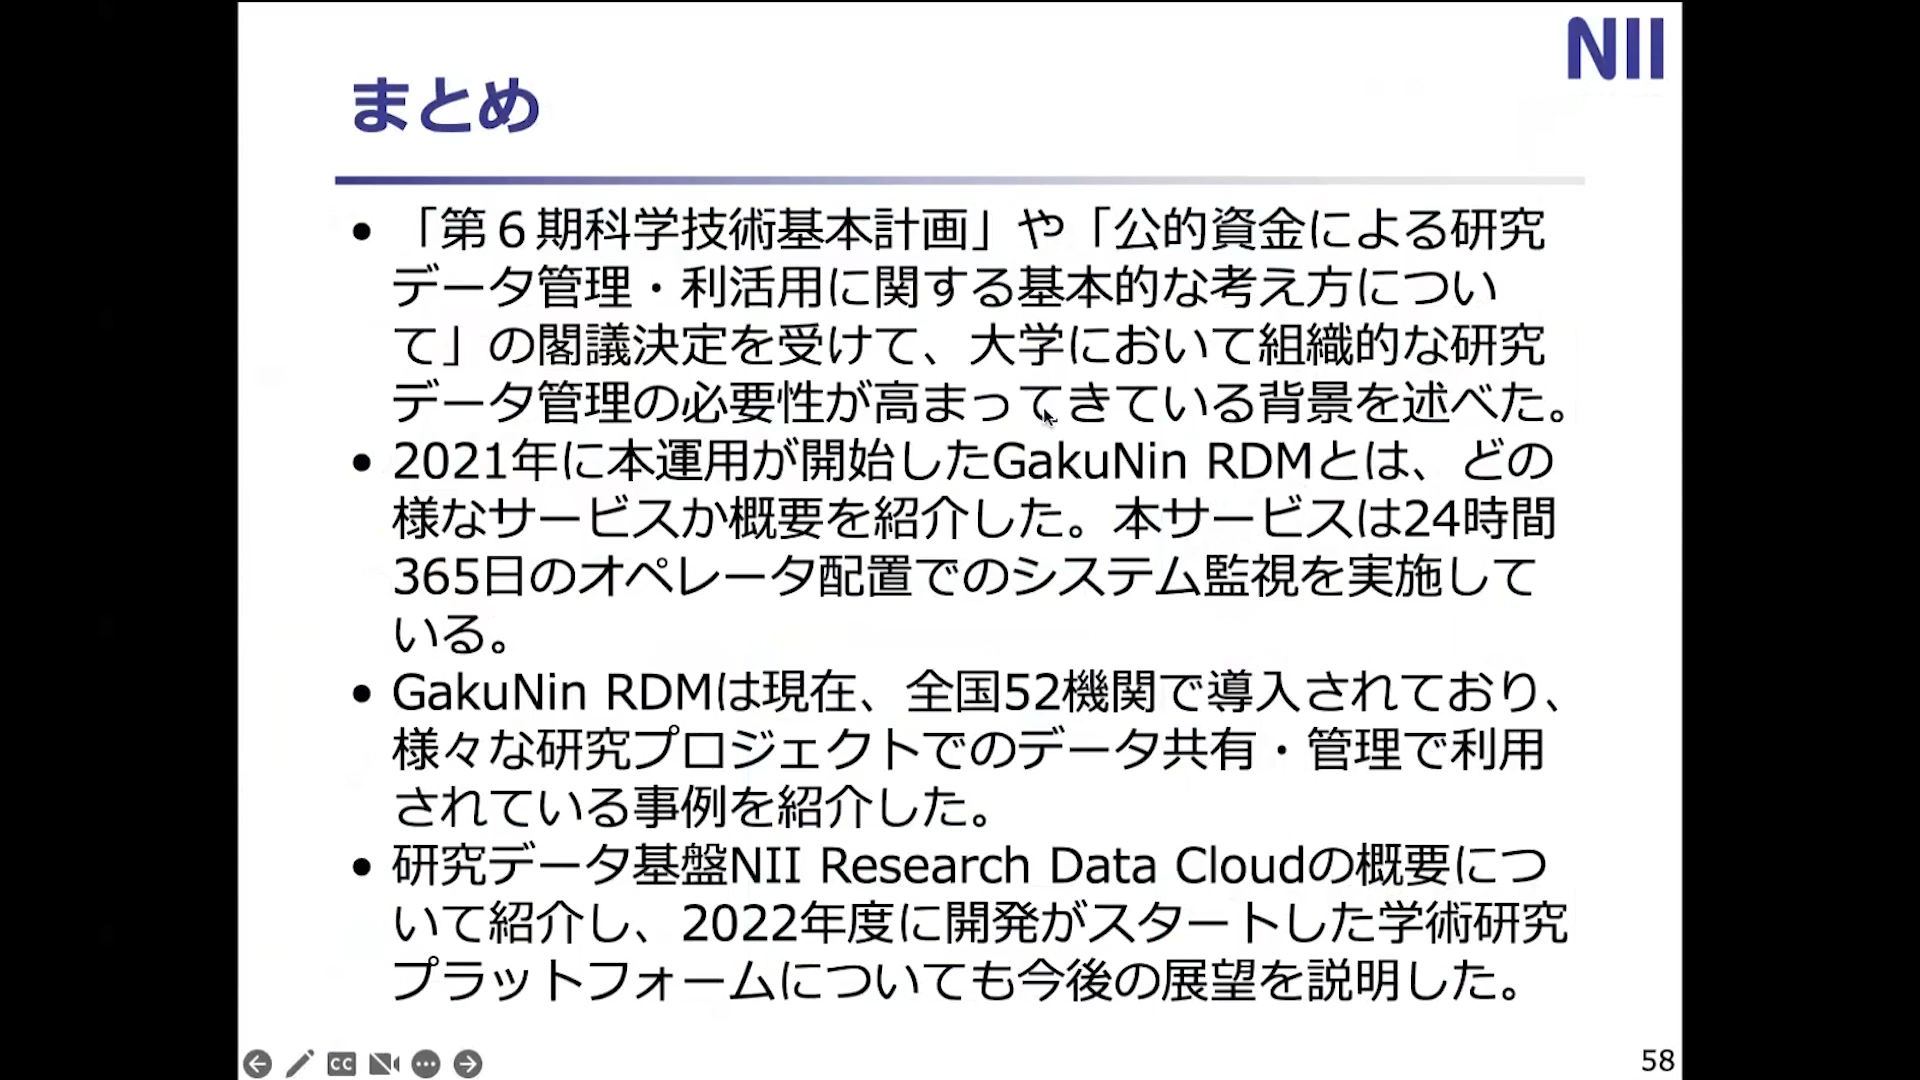 NII
まとめ
• 「第６期科学技術基本計画」や「公的資金による研究
データ管理・利活用に関する基本的な考え方につい
て」の閣議決定を受けて、大学において組織的な研究
データ管理の必要性が高まってきている背景を述べた。
• 2021年に本運用が開始したGakuNin RDMとは、どの
様なサービスか概要を紹介した。本サービスは24時間
365日のオペレータ配置でのシステム監視を実施して
いる。
• GakuNin RDMは現在、全国52機関で導入されており、
様々な研究プロジェクトでのデータ共有・管理で利用
されている事例を紹介した。
• 研究データ基盤NII Research Data Cloudの概要につ
いて紹介し、2022年度に開発がスタートした学術研究
プラットフォームについても今後の展望を説明した。
CC
58